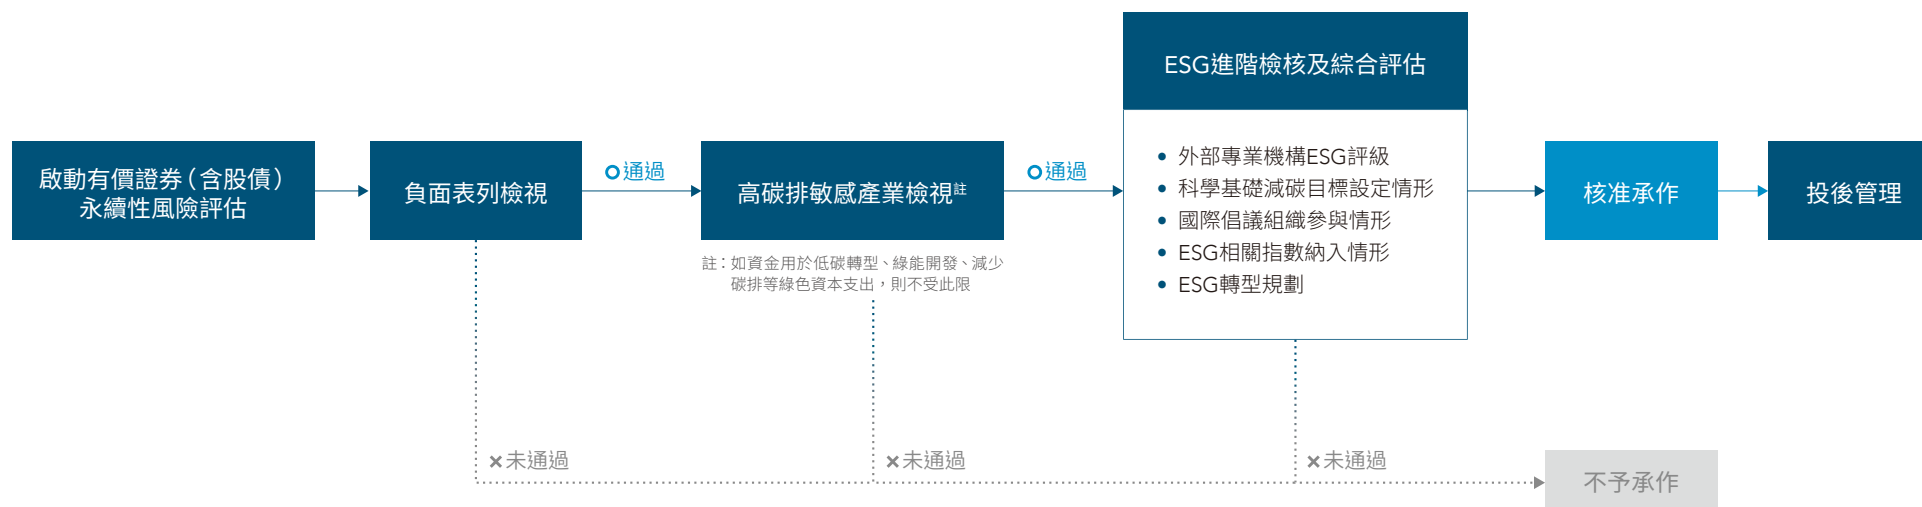 啟動有價證券（含股債）
永續性風險評估
負面表列檢視
通過
高碳排敏感產業檢視註
註：如資金用於低碳轉型、綠能開發、減少
碳排等綠色資本支出，則不受此限
通過
ESG進階檢核及綜合評估
• 外部專業機構ESG評級
• 科學基礎減碳目標設定情形
• 國際倡議組織參與情形
• ESG相關指數納入情形
• ESG轉型規劃
核准承作
投後管理
×未通過
×未通過
×未通過
不予承作